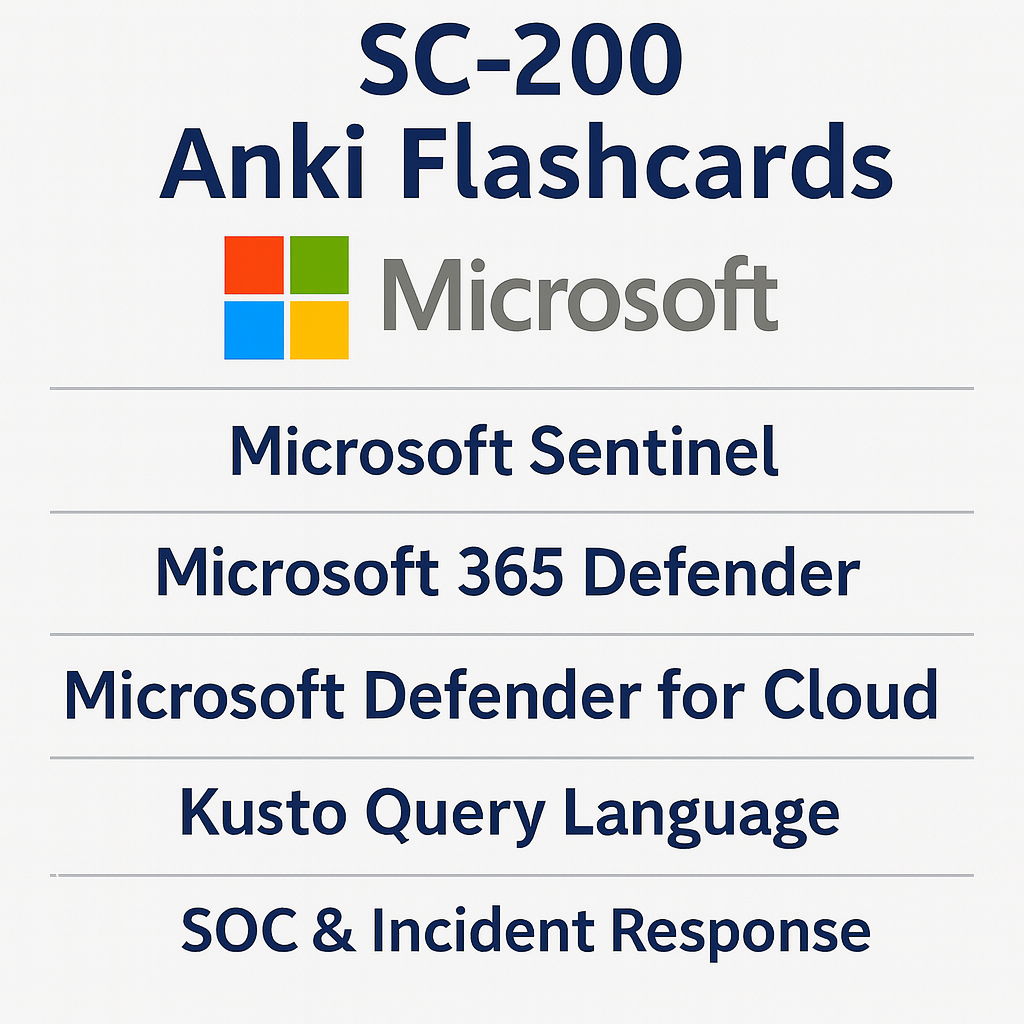 SC-200
Anki Flashcards
Microsoft
Microsoft Sentinel
Microsoft 365 Defender
Microsoft Defender for Cloud
Kusto Query Language
SOC & Incident Response